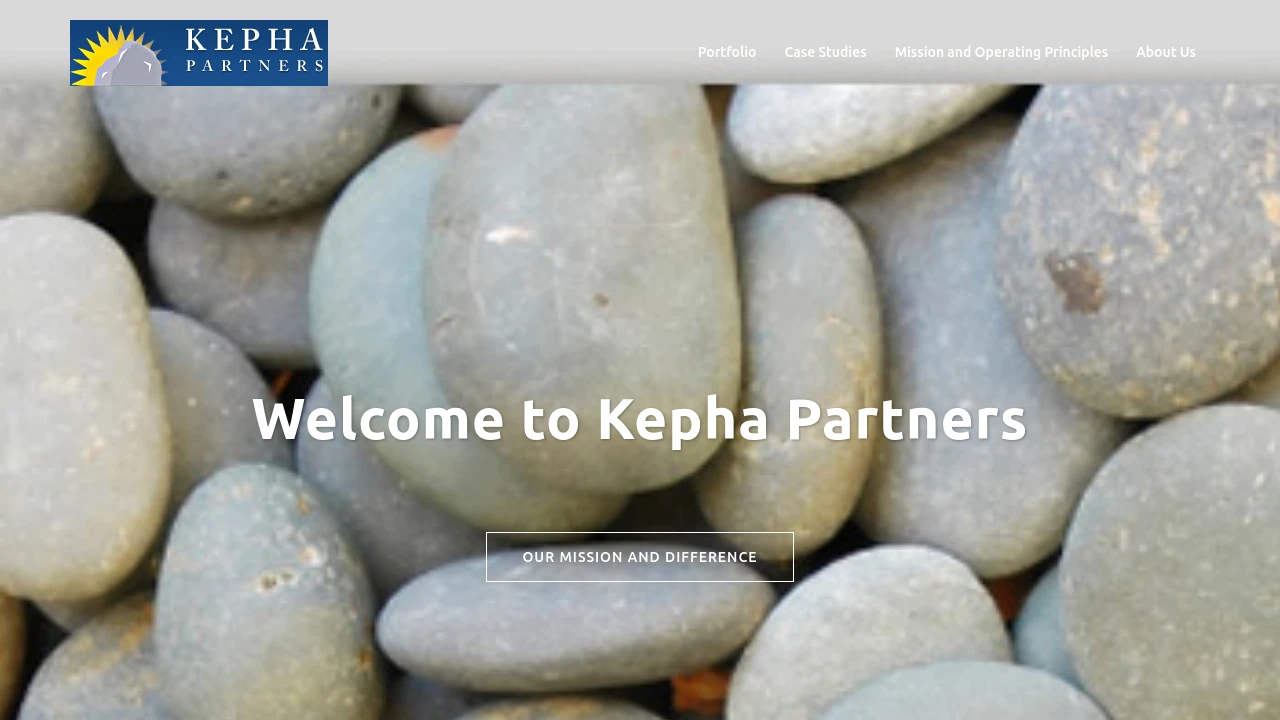 KEPHA
PARTNERS
Portfolio
Case Studies
Mission and Operating Principles
About Us
Welcome to Kepha Partners
OUR MISSION AND DIFFERENCE